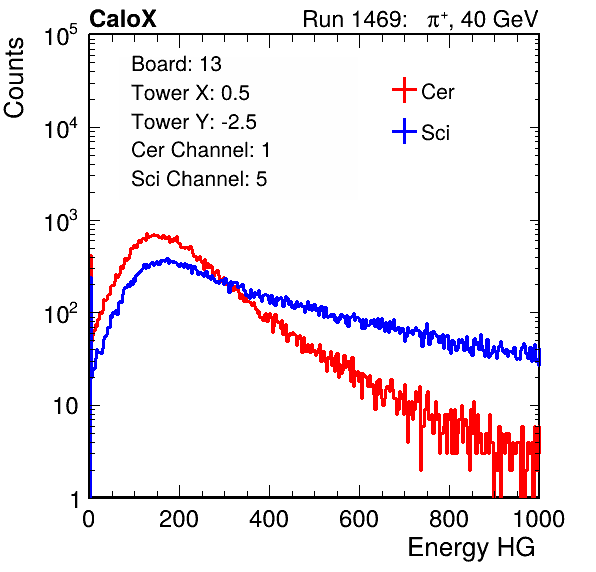 CaloX Run 1469: π⁺, 40 GeV
Counts
Board: 13
Tower X: 0.5
Tower Y: -2.5
Cer Channel: 1
Sci Channel: 5
Cer
Sci
10⁵
10⁴
10³
10²
10
1
0 200 400 600 800 1000
Energy HG